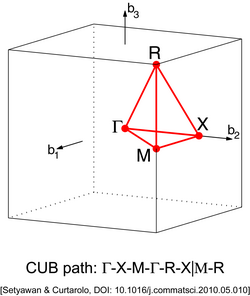 b3
R
Γ
X
b2
b1
M
CUB path: Γ-X-M-Γ-R-X|M-R
[Setyawan & Curtarolo, DOI: 10.1016/j.commatsci.2010.05.010]